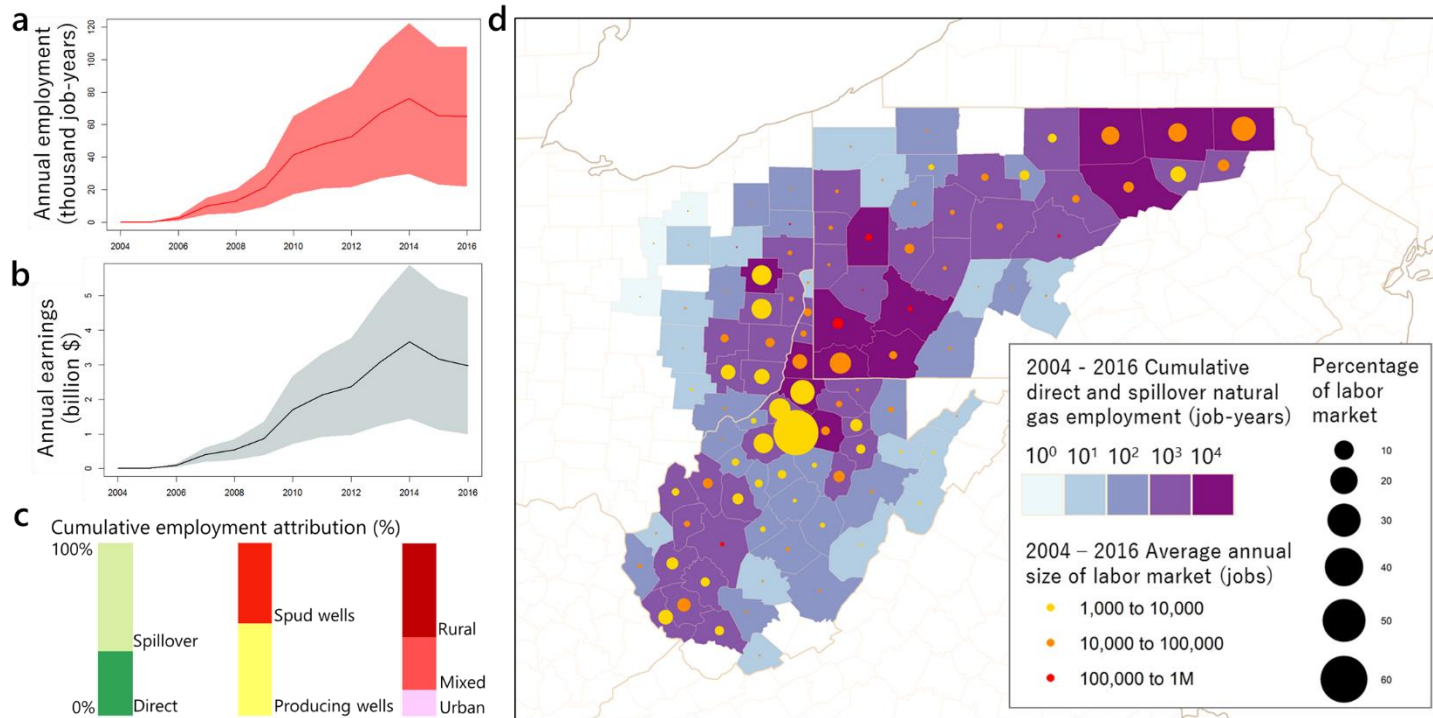 a
Annual employment
(thousand job-years)
120
100
80
60
40
20
0
2004
2006
2008
2010
2012
2014
2016
b
Annual earnings
(billion $)
5
4
3
2
1
0
2004
2006
2008
2010
2012
2014
2016
c
Cumulative employment attribution (%)
100%
0%
Spillover
Direct
Spud wells
Producing wells
Rural
Mixed
Urban
d
2004 - 2016 Cumulative
direct and spillover natural
gas employment (job-years)
10⁰ 10¹ 10² 10³ 10⁴
2004 – 2016 Average annual
size of labor market (jobs)
1,000 to 10,000
10,000 to 100,000
100,000 to 1M
Percentage
of labor
market
10
20
30
40
50
60